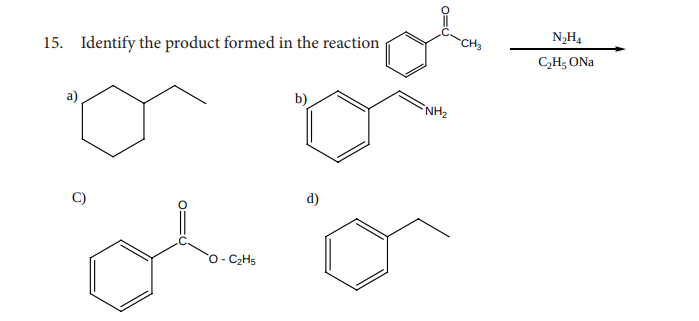 O
15. Identify the product formed in the reaction C CH₃ N₂H₄
C₂H₅ ONa
a) b)
NH₂
C) d)
O
C
O - C₂H₅